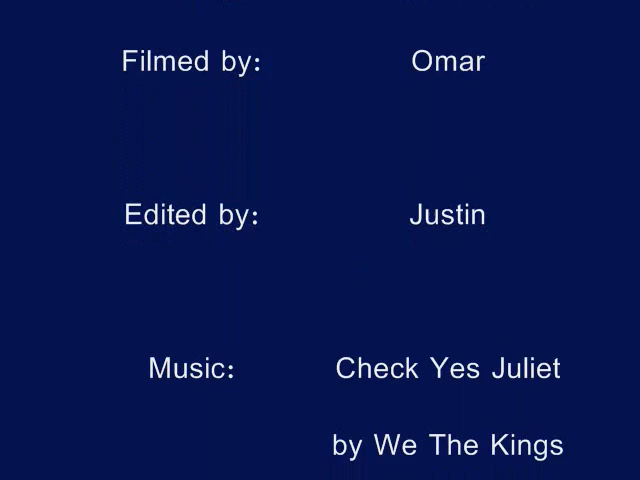 Filmed by: Omar
Edited by: Justin
Music: Check Yes Juliet
by We The Kings